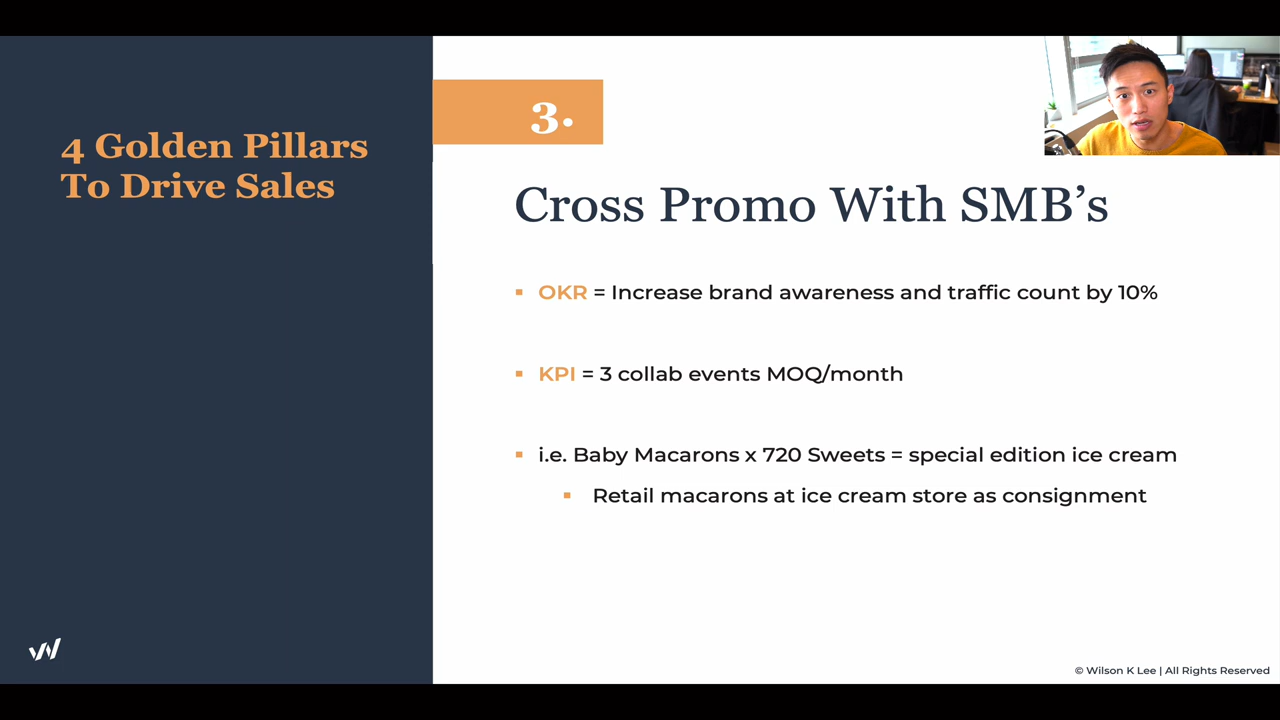 4 Golden Pillars
To Drive Sales
3.
Cross Promo With SMB’s
▪ OKR = Increase brand awareness and traffic count by 10%
▪ KPI = 3 collab events MOQ/month
▪ i.e. Baby Macarons x 720 Sweets = special edition ice cream
▪ Retail macarons at ice cream store as consignment
© Wilson K Lee | All Rights Reserved